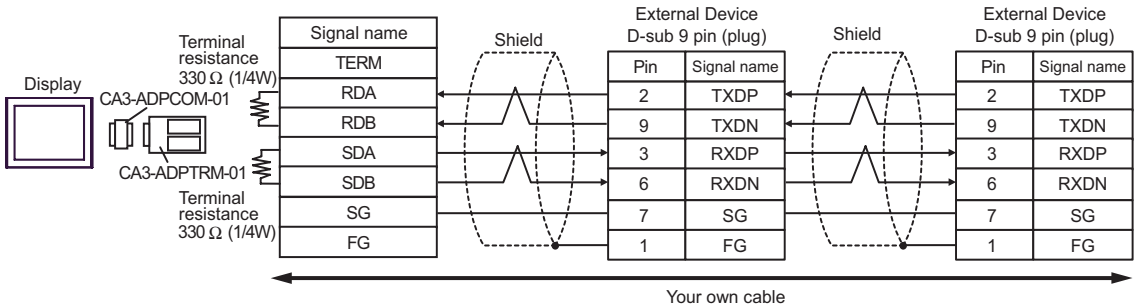 Display
CA3-ADPCOM-01
CA3-ADPTRM-01
Terminal
resistance
330 Ω (1/4W)
Terminal
resistance
330 Ω (1/4W)
Signal name
TERM
RDA
RDB
SDA
SDB
SG
FG
Shield
External Device
D-sub 9 pin (plug)
Pin Signal name
2 TXDP
9 TXDN
3 RXDP
6 RXDN
7 SG
1 FG
Shield
External Device
D-sub 9 pin (plug)
Pin Signal name
2 TXDP
9 TXDN
3 RXDP
6 RXDN
7 SG
1 FG
Your own cable